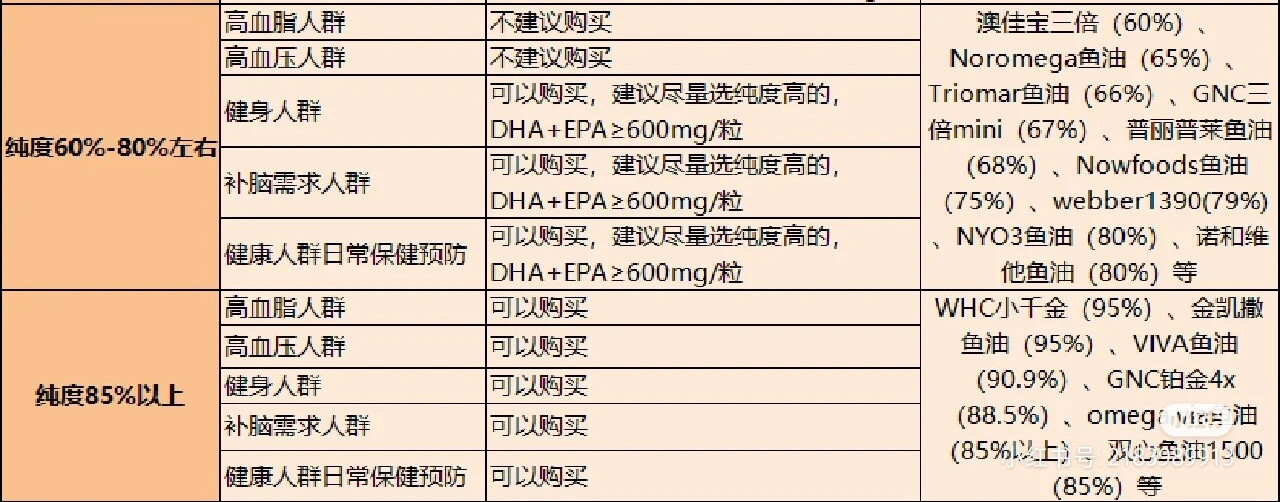 高血脂人群
不建议购买
高血压人群
不建议购买
健身人群
可以购买，建议尽量选纯度高的，
DHA+EPA≥600mg/粒
纯度60%-80%左右
补脑需求人群
可以购买，建议尽量选纯度高的，
DHA+EPA≥600mg/粒
健康人群日常保健预防
可以购买，建议尽量选纯度高的，
DHA+EPA≥600mg/粒
澳佳宝三倍（60%）、
Noromega鱼油（65%）、
Triomar鱼油（66%）、GNC三
倍mini（67%）、普丽普莱鱼油
（68%）、Nowfoods鱼油
（75%）、webber1390(79%)
、NYO3鱼油（80%）、诺和维
他鱼油（80%）等
高血脂人群
可以购买
高血压人群
可以购买
健身人群
可以购买
纯度85%以上
补脑需求人群
可以购买
健康人群日常保健预防
可以购买
WHC小千金（95%）、金凯撒
鱼油（95%）、VIVA鱼油
（90.9%）、GNC铂金4x
（88.5%）、鱼油
（85%以上）、双心鱼油1500
（85%）等
小红书号